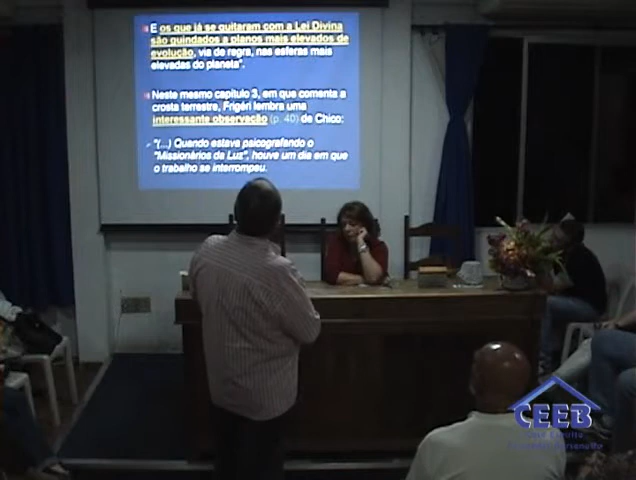 E os que já se quitaram com a Lei Divina
são guindados a planos mais elevados de
evolução, via de regra, nas esferas mais
elevadas do planeta".
Neste mesmo capítulo 3, em que comenta a
crosta terrestre, Frigéri lembra uma
interessante observação (p. 40) de Chico:
"(...) Quando estava psicografando o
"Missionários da Luz", houve um dia em que
o trabalho se interrompeu.
CEEB